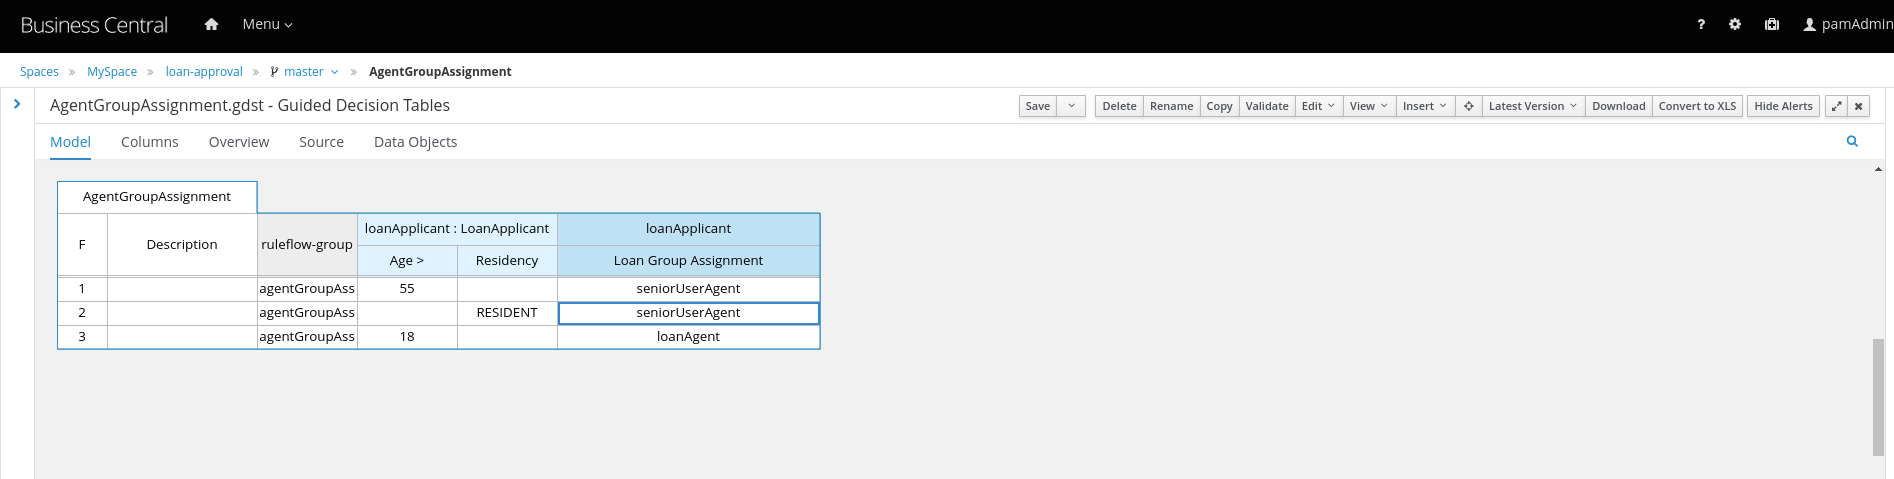 Business Central Menu ? pamAdmin
Spaces » MySpace » loan-approval » master » AgentGroupAssignment
AgentGroupAssignment.gdst - Guided Decision Tables Save Delete Rename Copy Validate Edit View Insert Latest Version Download Convert to XLS Hide Alerts
Model Columns Overview Source Data Objects
AgentGroupAssignment
F Description ruleflow-group loanApplicant : LoanApplicant loanApplicant
Age > Residency Loan Group Assignment
1 agentGroupAss 55 seniorUserAgent
2 agentGroupAss RESIDENT seniorUserAgent
3 agentGroupAss 18 loanAgent